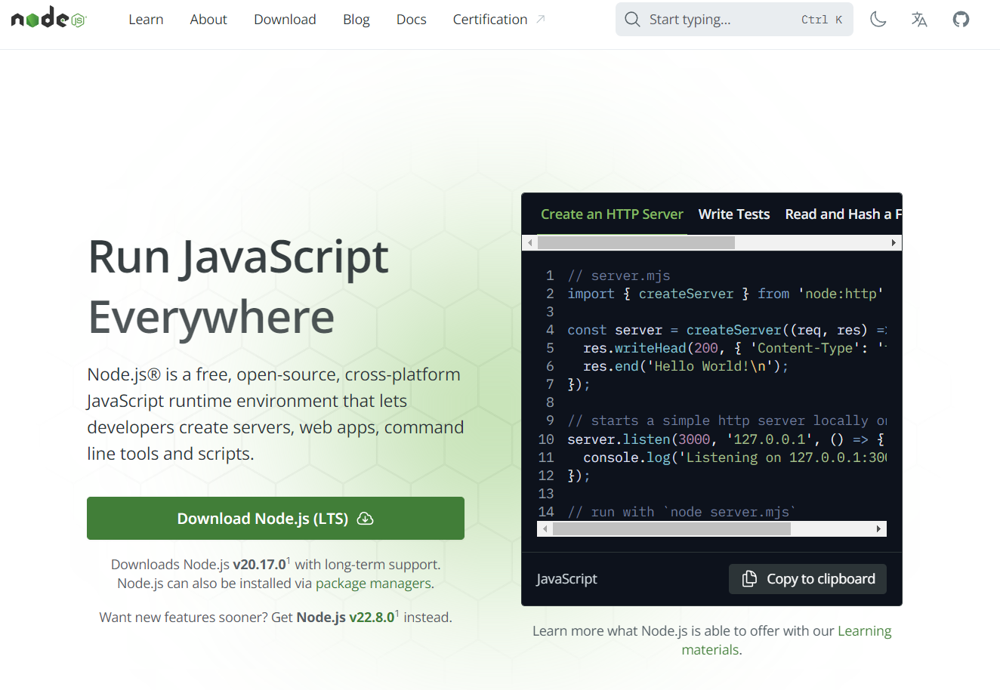 node JS
Learn
About
Download
Blog
Docs
Certification
Start typing...
Ctrl K
Run JavaScript
Everywhere
Node.js® is a free, open-source, cross-platform
JavaScript runtime environment that lets
developers create servers, web apps, command
line tools and scripts.
Download Node.js (LTS)
Downloads Node.js v20.17.0¹ with long-term support.
Node.js can also be installed via package managers.
Want new features sooner? Get Node.js v22.8.0¹ instead.
Create an HTTP Server
Write Tests
Read and Hash a F
1 // server.mjs
2 import { createServer } from 'node:http'
3
4 const server = createServer((req, res) =>
5   res.writeHead(200, { 'Content-Type': '
6   res.end('Hello World!\n');
7 });
8
9 // starts a simple http server locally on
10 server.listen(3000, '127.0.0.1', () => {
11   console.log('Listening on 127.0.0.1:300
12 });
13
14 // run with `node server.mjs`
JavaScript
Copy to clipboard
Learn more what Node.js is able to offer with our Learning
materials.